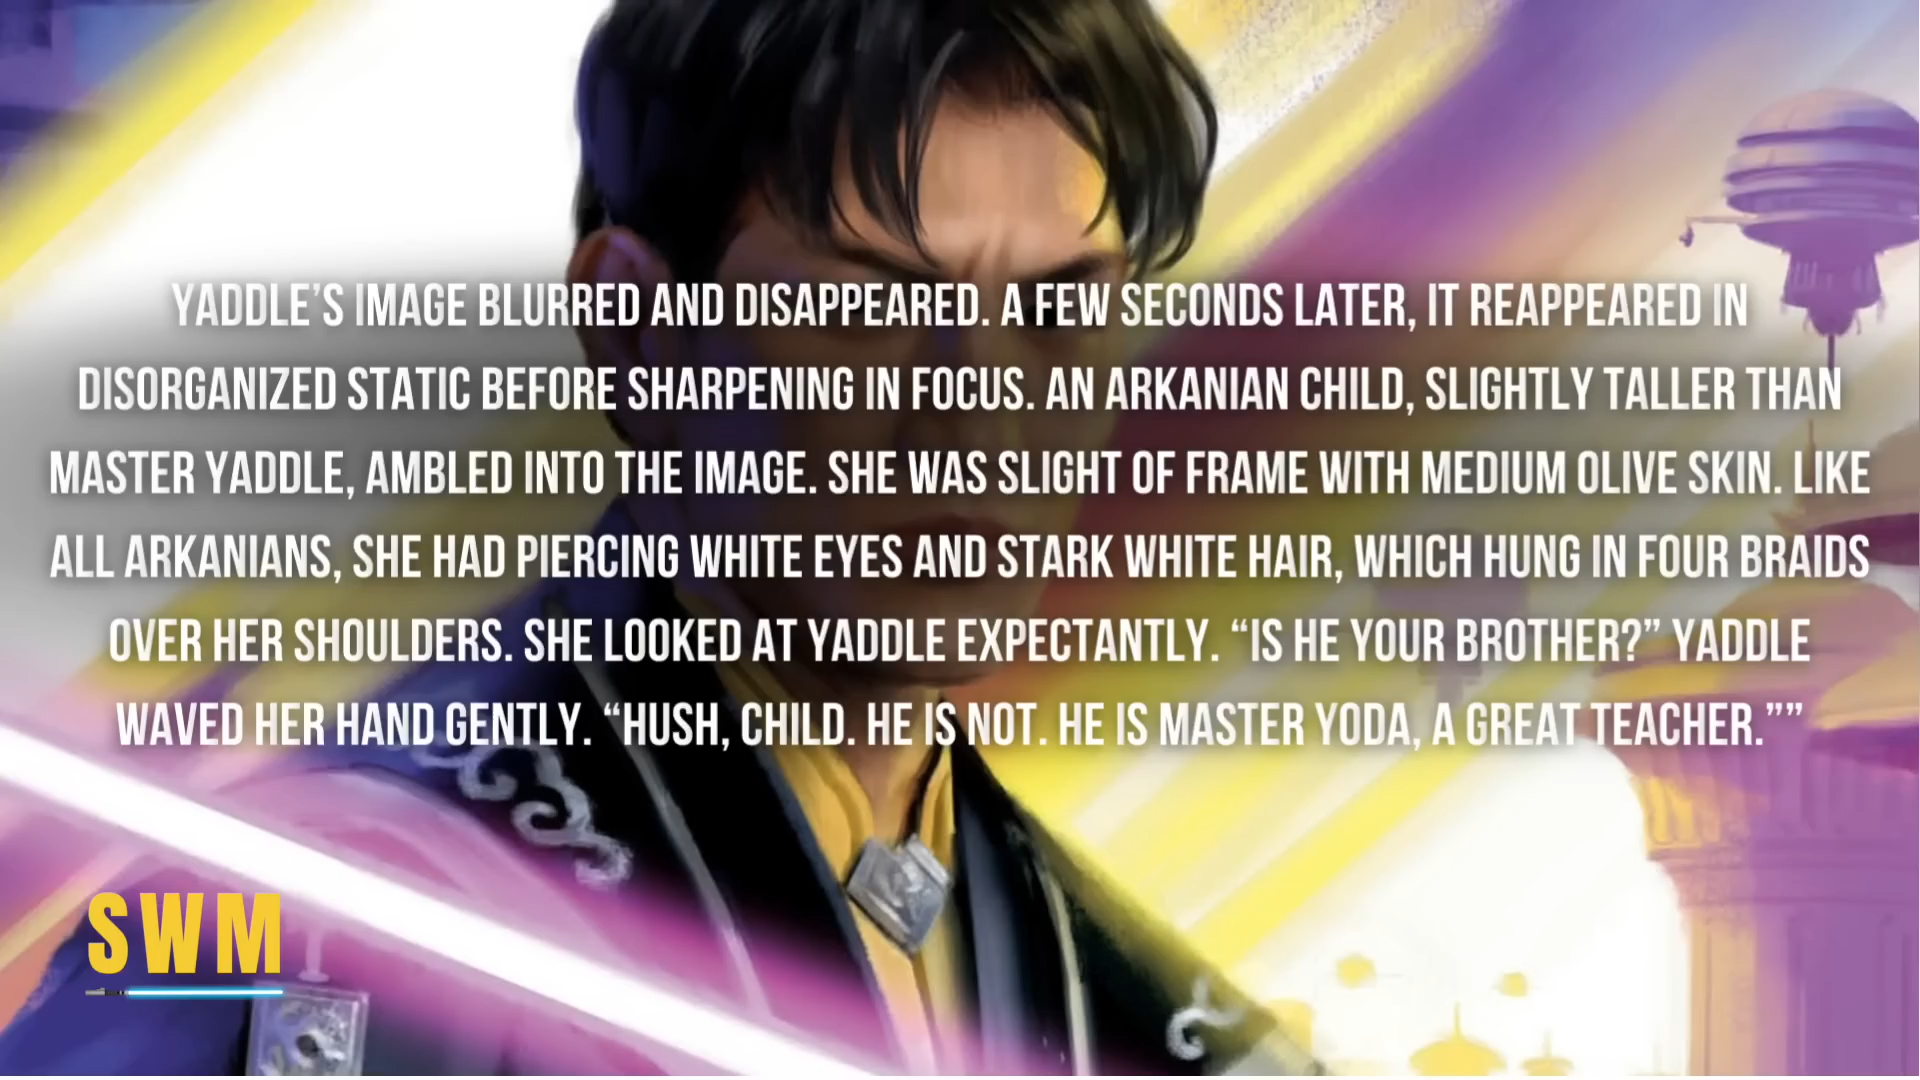 YADDLE’S IMAGE BLURRED AND DISAPPEARED. A FEW SECONDS LATER, IT REAPPEARED IN
DISORGANIZED STATIC BEFORE SHARPENING IN FOCUS. AN ARKANIAN CHILD, SLIGHTLY TALLER THAN
MASTER YADDLE, AMBLED INTO THE IMAGE. SHE WAS SLIGHT OF FRAME WITH MEDIUM OLIVE SKIN. LIKE
ALL ARKANIANS, SHE HAD PIERCING WHITE EYES AND STARK WHITE HAIR, WHICH HUNG IN FOUR BRAIDS
OVER HER SHOULDERS. SHE LOOKED AT YADDLE EXPECTANTLY. “IS HE YOUR BROTHER?” YADDLE
WAVED HER HAND GENTLY. “HUSH, CHILD. HE IS NOT. HE IS MASTER YODA, A GREAT TEACHER.””
SWM